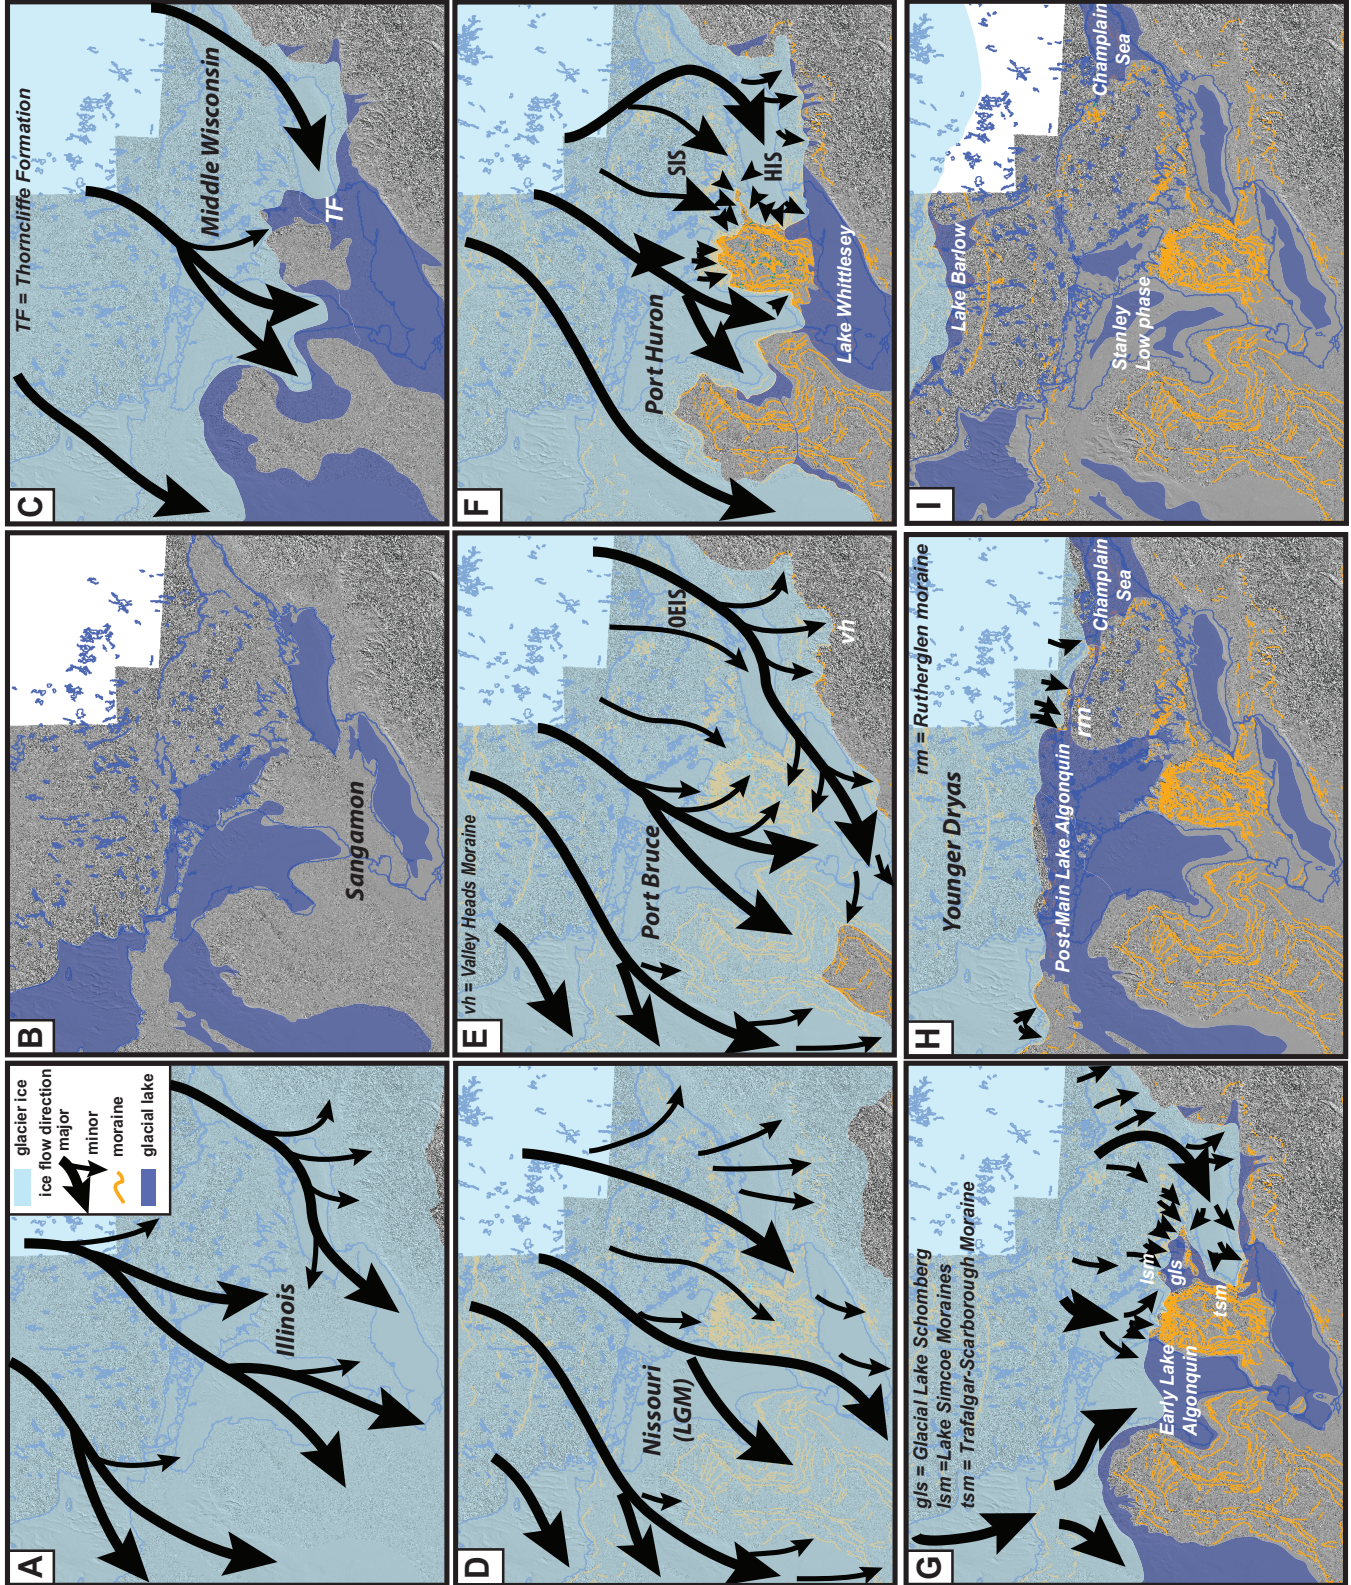 A
glacier ice
ice flow direction
major
minor
moraine
glacial lake
Illinois
B
Sangamon
C
TF = Thorncliffe Formation
Middle Wisconsin
TF
D
Nissouri
(LGM)
E
vh = Valley Heads Moraine
Port Bruce
OEIS
vh
F
Port Huron
SIS
HIS
Lake Whittlesey
G
gls = Glacial Lake Schomberg
lsm =Lake Simcoe Moraines
tsm = Trafalgar-Scarborough Moraine
Early Lake
Algonquin
lsm
gls
tsm
H
Younger Dryas
rm = Rutherglen moraine
Post-Main Lake Algonquin
rm
Champlain
Sea
I
Lake Barlow
Stanley
Low phase
Champlain
Sea